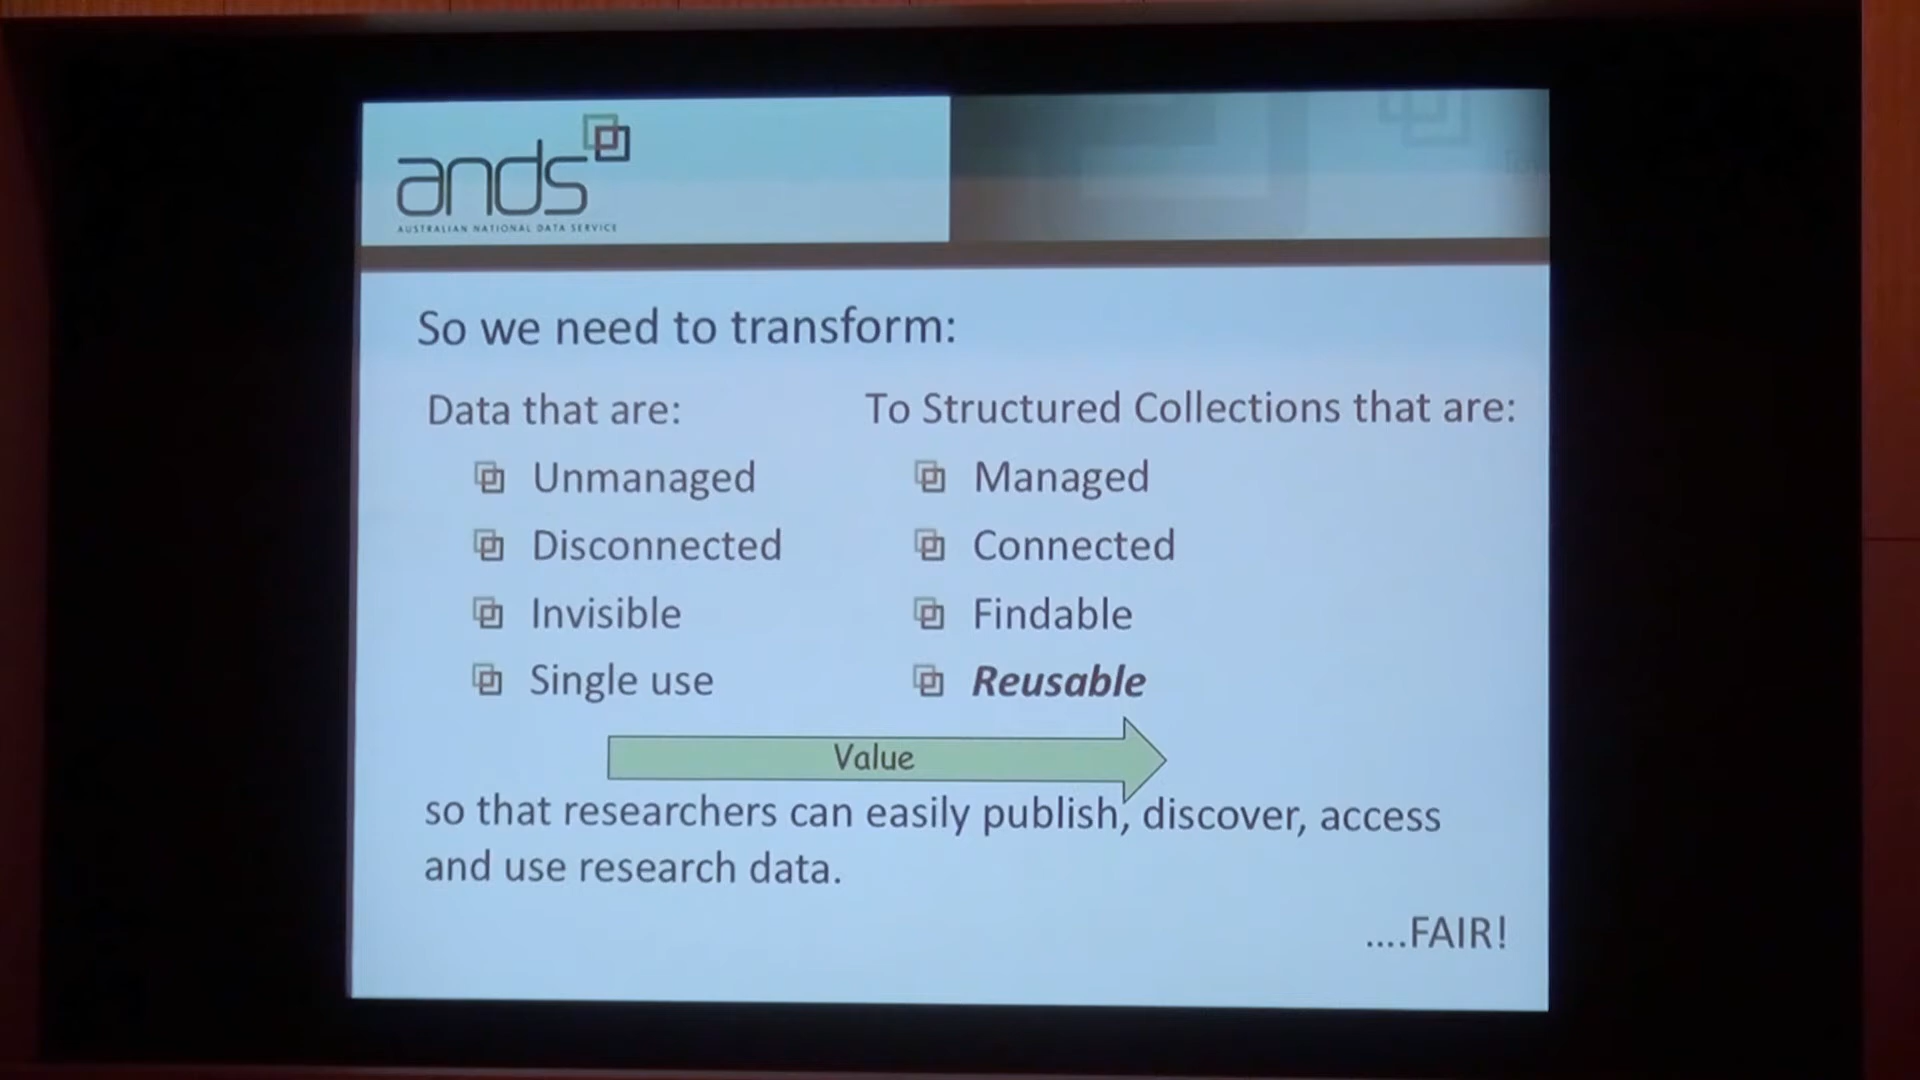 ands
AUSTRALIAN NATIONAL DATA SERVICE
So we need to transform:
Data that are:
Unmanaged
Disconnected
Invisible
Single use
To Structured Collections that are:
Managed
Connected
Findable
Reusable
Value
so that researchers can easily publish, discover, access
and use research data.
....FAIR!